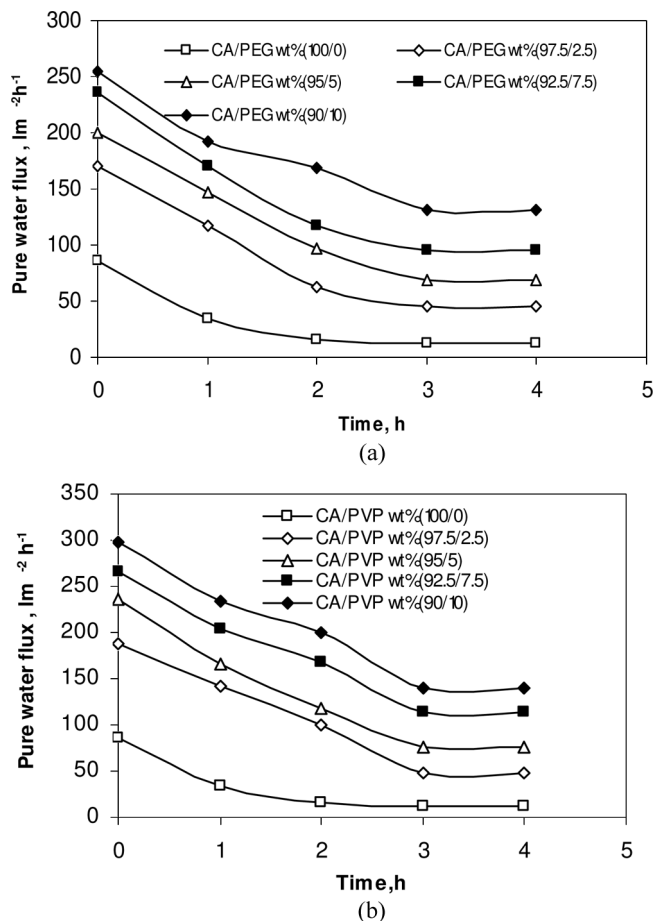 300
250
200
150
100
50
0
Pure water flux , lm ⁻²h⁻¹
CA/PEG wt%(100/0)
CA/PEG wt%(97.5/2.5)
CA/PEG wt%(95/5)
CA/PEG wt%(92.5/7.5)
CA/PEG wt%(90/10)
0 1 2 3 4 5
Time, h
(a)
350
300
250
200
150
100
50
0
Pure water flux , lm ⁻² h⁻¹
CA/PVP wt%(100/0)
CA/PVP wt%(97.5/2.5)
CA/PVP wt%(95/5)
CA/PVP wt%(92.5/7.5)
CA/PVP wt%(90/10)
0 1 2 3 4 5 6
Time,h
(b)